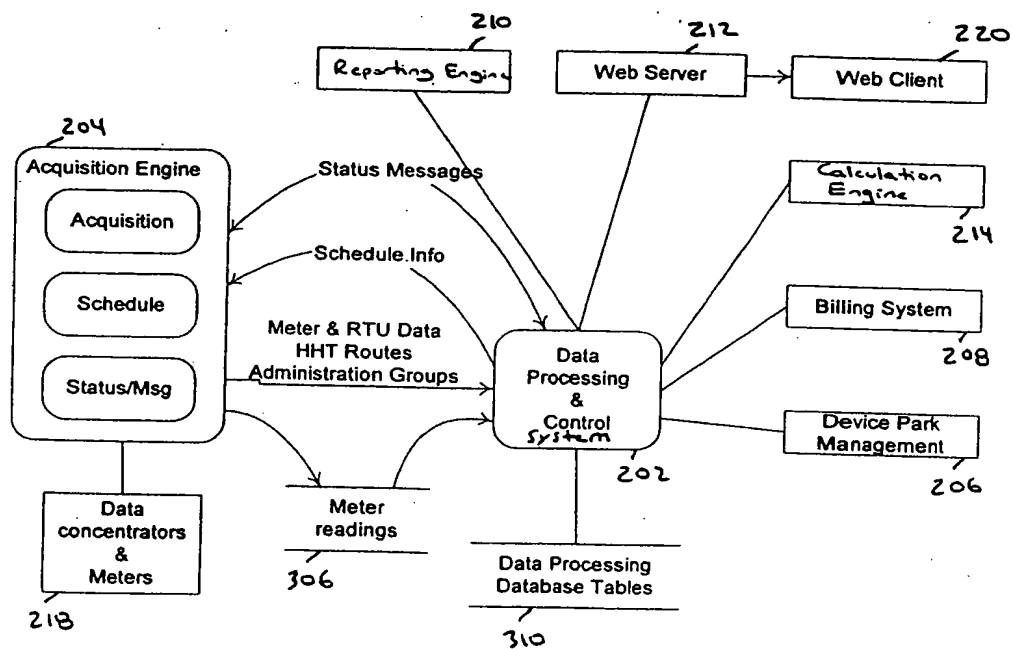 210
212
220
Reporting Engine
Web Server
Web Client
204
Acquisition Engine
Status Messages
Calculation
Engine
214
Acquisition
Schedule.Info
Schedule
Billing System
208
Meter & RTU Data
HHT Routes
Administration Groups
Status/Msg
Data
Processing
&
Control
System
202
Device Park
Management
206
Data
concentrators
&
Meters
218
Meter
readings
306
Data Processing
Database Tables
310